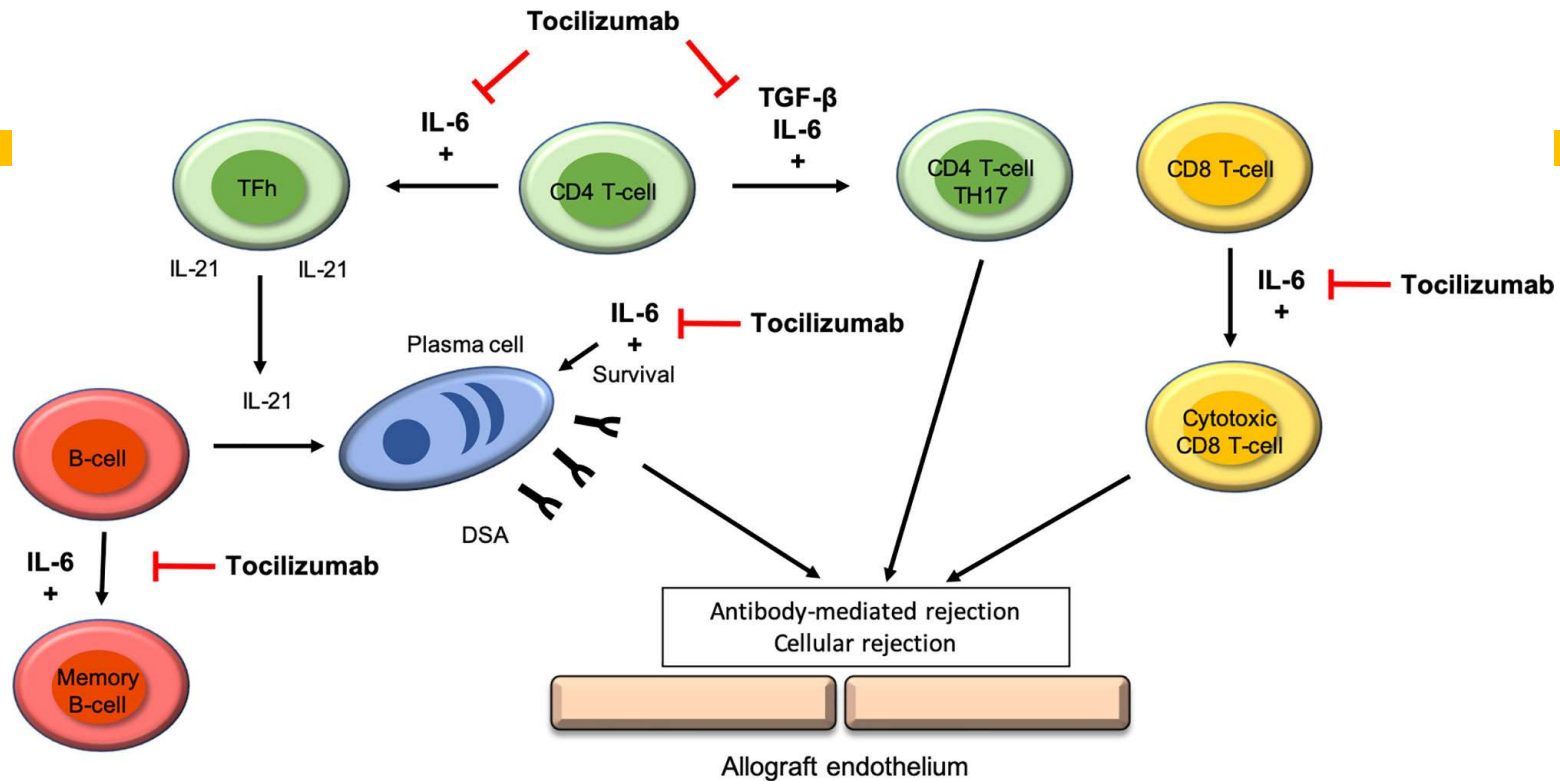 Tocilizumab
IL-6
+
TGF-β
IL-6
+
TFh
CD4 T-cell
CD4 T-cell
TH17
CD8 T-cell
IL-21
IL-21
IL-6
+
Tocilizumab
IL-6
+
Survival
Tocilizumab
Plasma cell
IL-21
B-cell
Cytotoxic
CD8 T-cell
DSA
IL-6
+
Tocilizumab
Memory
B-cell
Antibody-mediated rejection
Cellular rejection
Allograft endothelium